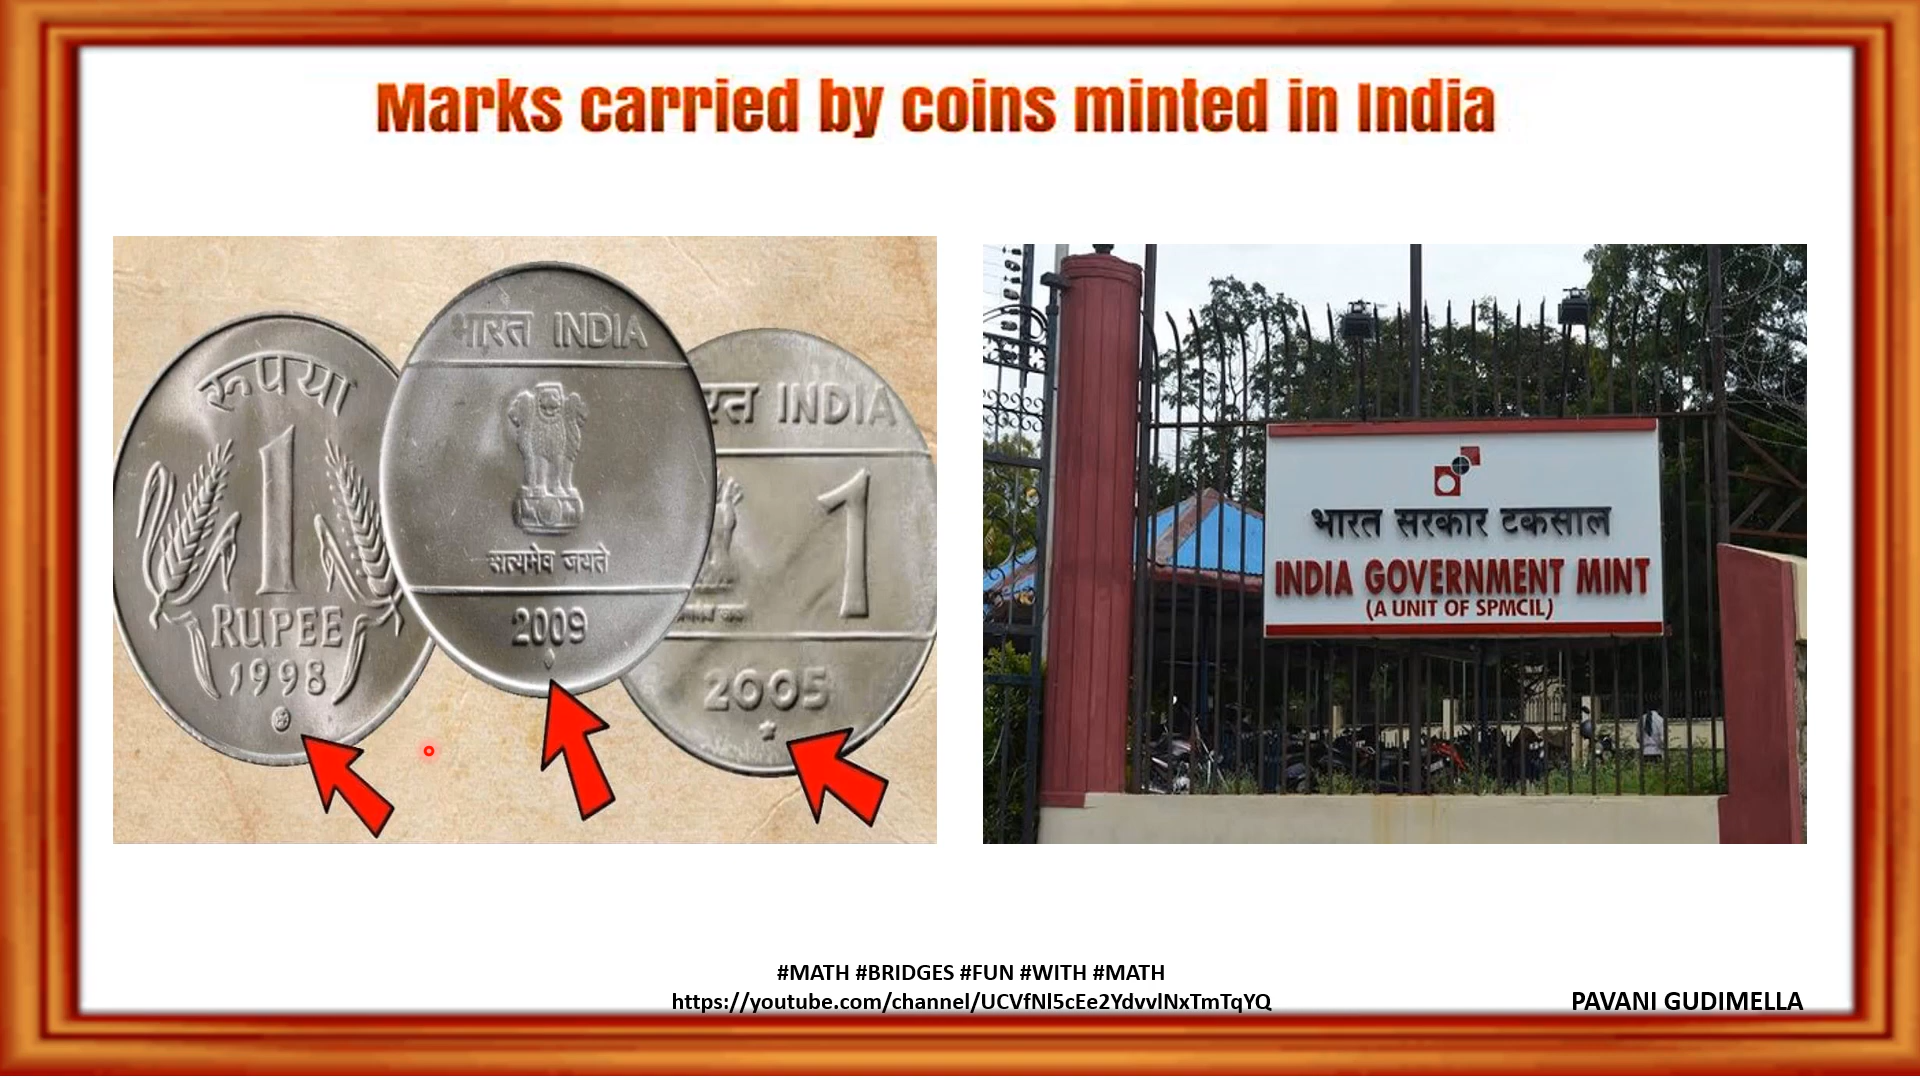 Marks carried by coins minted in India
रूपया
1
RUPEE
1998
भारत INDIA
सत्यमेव जयते
2009
रत INDIA
1
2005
भारत सरकार टकसाल
INDIA GOVERNMENT MINT
(A UNIT OF SPMCIL)
#MATH #BRIDGES #FUN #WITH #MATH
https://youtube.com/channel/UCVfNl5cEe2YdvvlNxTmTqYQ
PAVANI GUDIMELLA